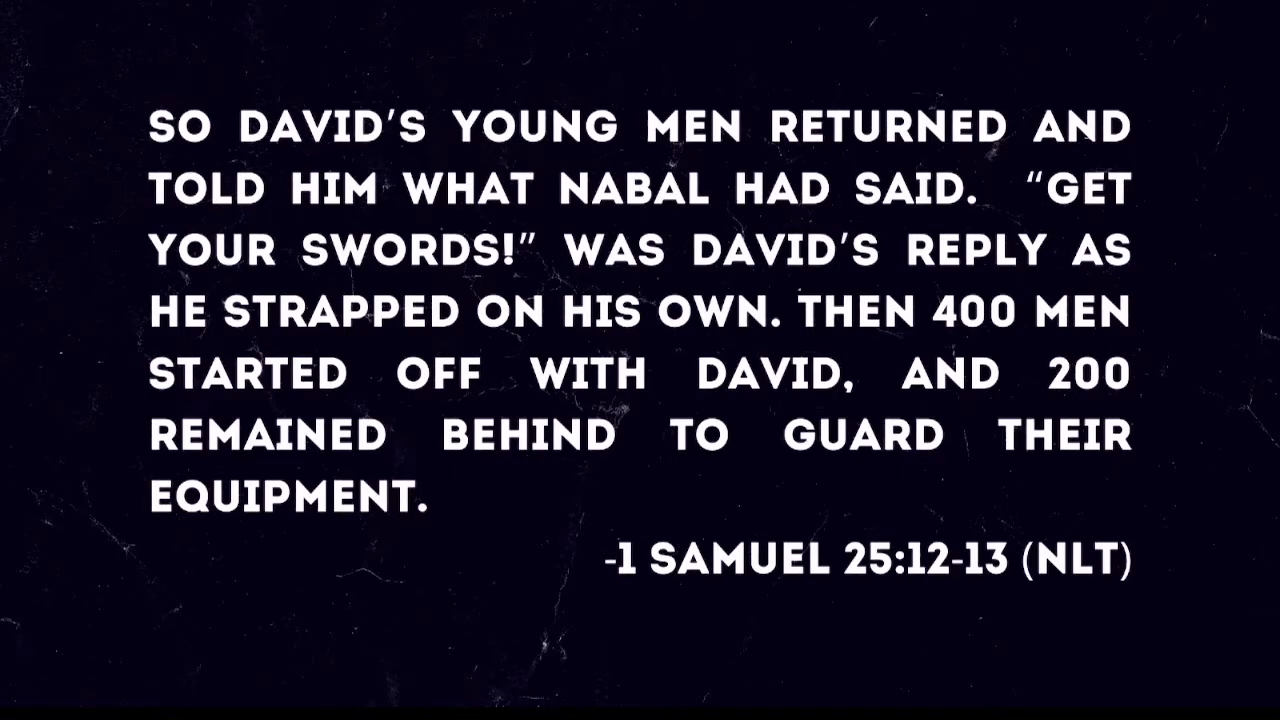 SO DAVID'S YOUNG MEN RETURNED AND
TOLD HIM WHAT NABAL HAD SAID. “GET
YOUR SWORDS!” WAS DAVID'S REPLY AS
HE STRAPPED ON HIS OWN. THEN 400 MEN
STARTED OFF WITH DAVID, AND 200
REMAINED BEHIND TO GUARD THEIR
EQUIPMENT.
-1 SAMUEL 25:12-13 (NLT)